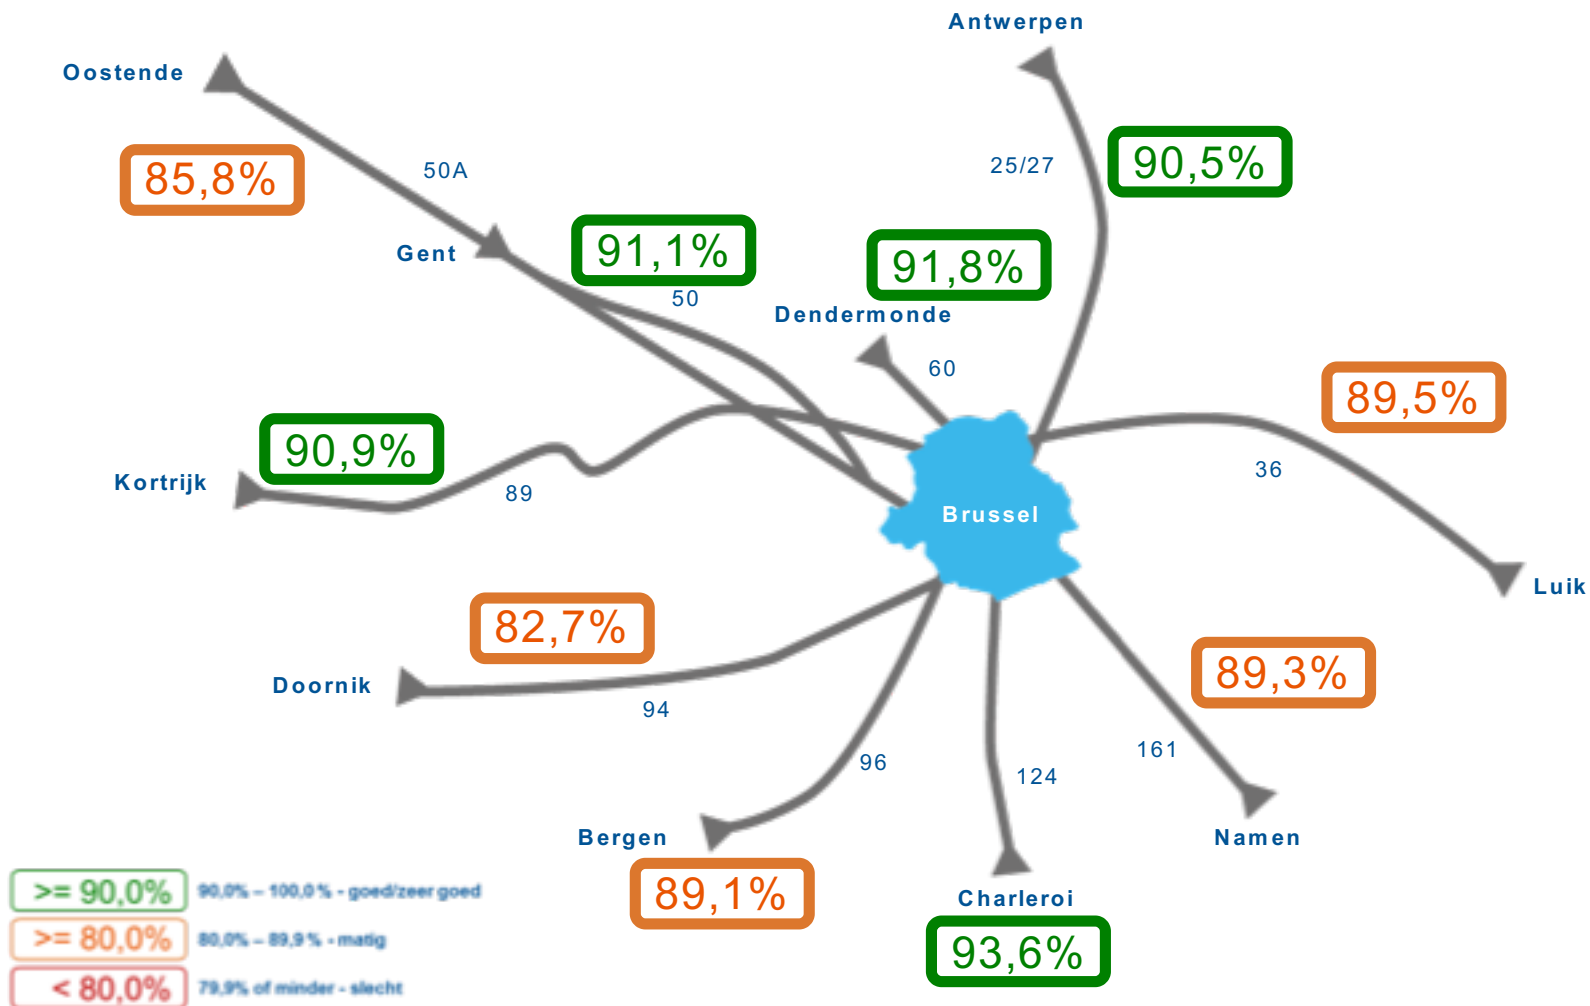 Antwerpen
Oostende
90,5%
25/27
85,8%
50A
91,1%
Gent
91,8%
50
Dendermonde
60
89,5%
90,9%
36
Kortrijk
89
Brussel
Luik
82,7%
89,3%
Doornik
94
161
96
124
Bergen
Namen
89,1%
Charleroi
93,6%
>= 90,0% 90,0% – 100,0 % - goed/zeer goed
>= 80,0% 80,0% – 89,9 % - matig
< 80,0% 79,9% of minder - slecht